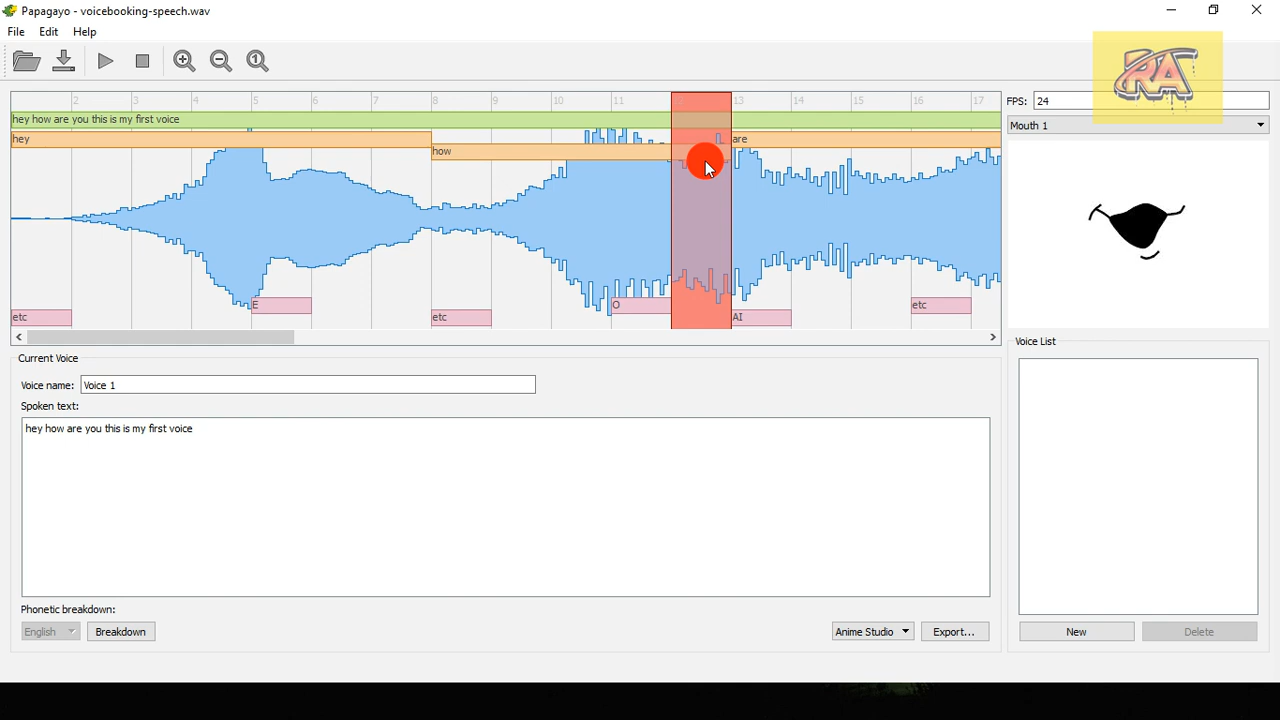 Papagayo - voicebooking-speech.wav
File Edit Help
RA
2 3 4 5 6 7 8 9 10 11 13 14 15 16 17
hey how are you this is my first voice
hey how are
E O etc
etc etc AI
FPS: 24
Mouth 1
Current Voice
Voice name: Voice 1
Spoken text:
hey how are you this is my first voice
Phonetic breakdown:
English Breakdown Anime Studio Export...
Voice List
New Delete